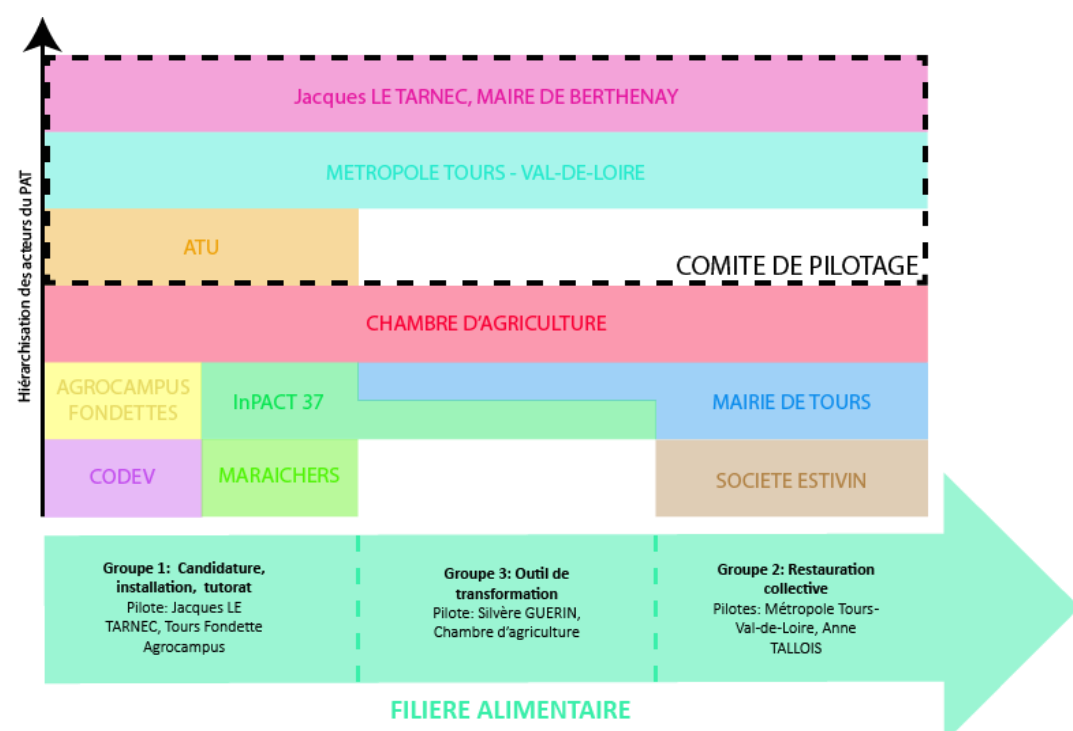 Hiérarchisation des acteurs du PAT
Jacques LE TARNEC, MAIRE DE BERTHENAY
METROPOLE TOURS - VAL-DE-LOIRE
ATU
COMITE DE PILOTAGE
CHAMBRE D'AGRICULTURE
AGROCAMPUS
FONDETTES
InPACT 37
MAIRIE DE TOURS
CODEV
MARAICHERS
SOCIETE ESTIVIN
Groupe 1: Candidature,
installation, tutorat
Pilote: Jacques LE
TARNEC, Tours Fondette
Agrocampus
Groupe 3: Outil de
transformation
Pilote: Silvère GUERIN,
Chambre d'agriculture
Groupe 2: Restauration
collective
Pilotes: Métropole Tours-
Val-de-Loire, Anne
TALLOIS
FILIERE ALIMENTAIRE